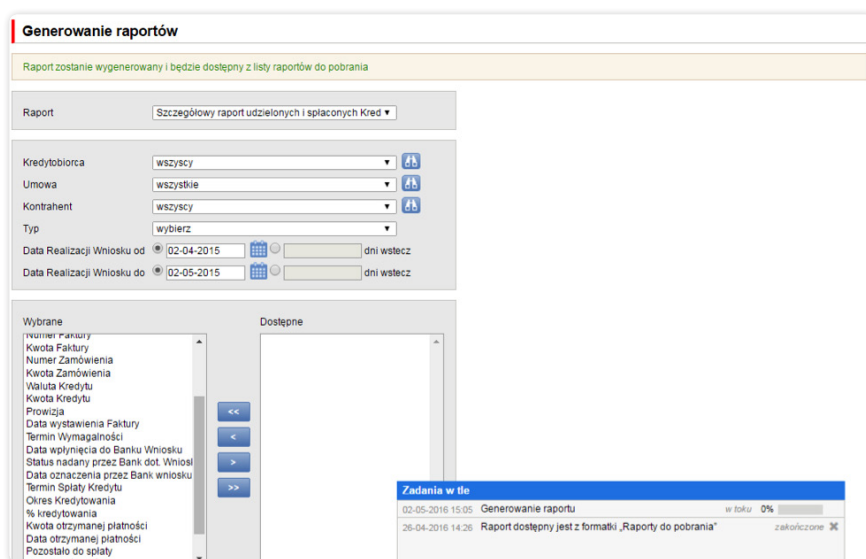 Generowanie raportów
Raport zostanie wygenerowany i będzie dostępny z listy raportów do pobrania
Raport Szczegółowy raport udzielonych i spłaconych Kred
Kredytobiorca wszyscy
Umowa wszystkie
Kontrahent wszyscy
Typ wybierz
Data Realizacji Wniosku od 02-04-2015 dni wstecz
Data Realizacji Wniosku do 02-05-2015 dni wstecz
Wybrane Dostępne
Numer Faktury
Kwota Faktury
Numer Zamówienia
Kwota Zamówienia
Waluta Kredytu
Kwota Kredytu
Prowizja
Data wystawienia Faktury
Termin Wymagalności
Data wpłynięcia do Banku Wniosku
Status nadany przez Bank dot. Wniosl
Data oznaczenia przez Bank wniosku
Termin Spłaty Kredytu
Okres Kredytowania
% kredytowania
Kwota otrzymanej płatności
Data otrzymanej płatności
Pozostało do spłaty
<<
<
>
>>
Zadania w tle
02-05-2016 15:05 Generowanie raportu w toku 0%
26-04-2016 14:26 Raport dostępny jest z formatki „Raporty do pobrania” zakończone